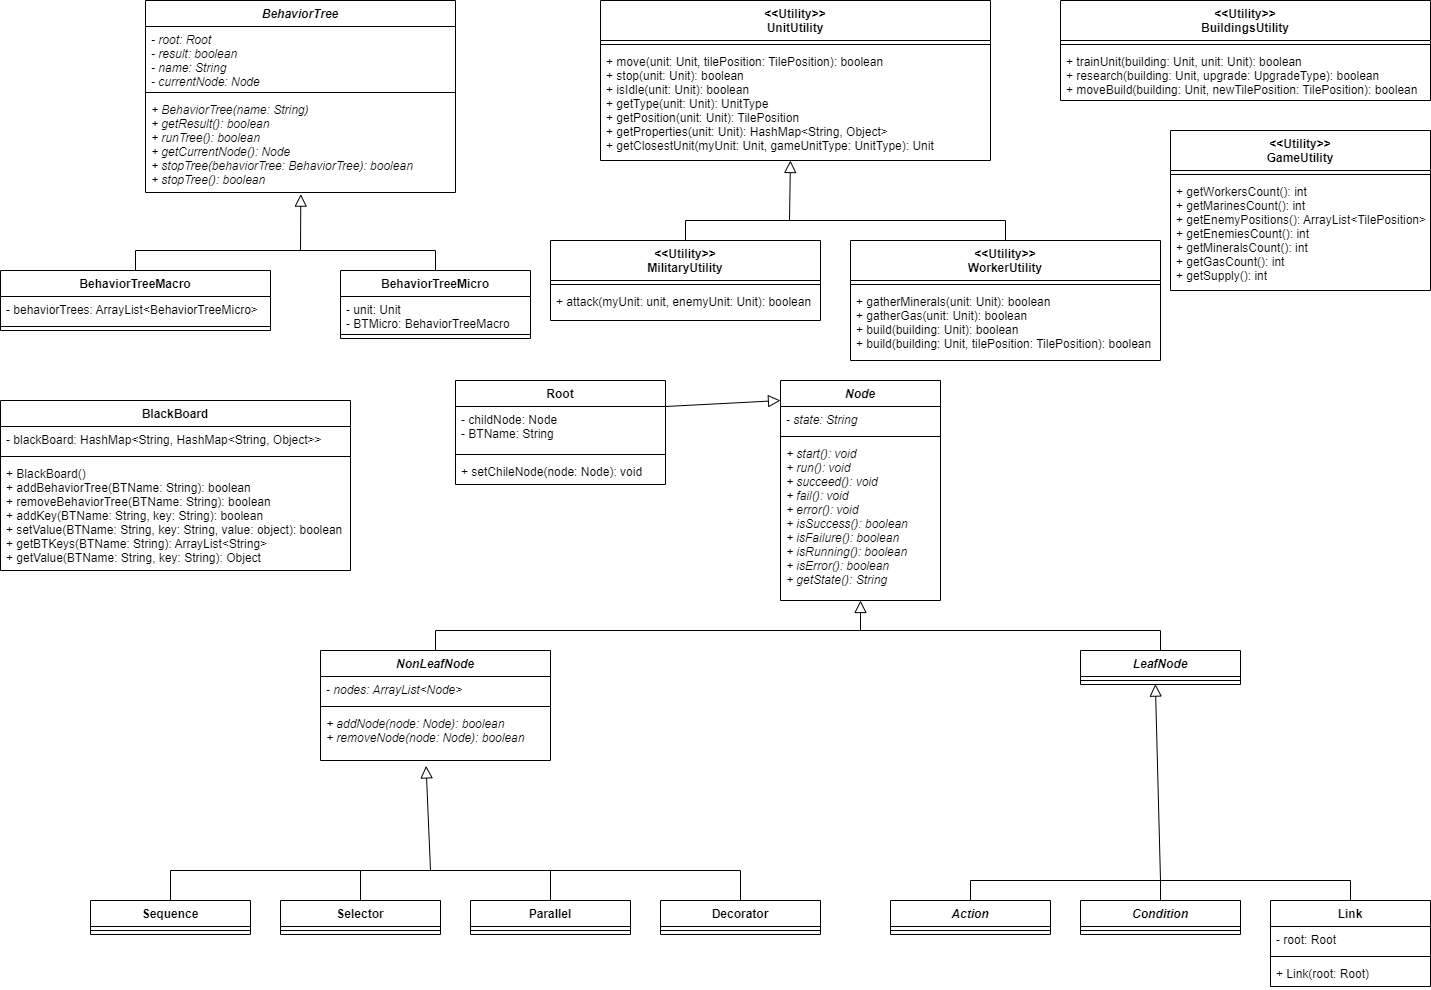 BehaviorTree
- root: Root
- result: boolean
- name: String
- currentNode: Node
+ BehaviorTree(name: String)
+ getResult(): boolean
+ runTree(): boolean
+ getCurrentNode(): Node
+ stopTree(behaviorTree: BehaviorTree): boolean
+ stopTree(): boolean
<<Utility>>
UnitUtility
+ move(unit: Unit, tilePosition: TilePosition): boolean
+ stop(unit: Unit): boolean
+ isIdle(unit: Unit): boolean
+ getType(unit: Unit): UnitType
+ getPosition(unit: Unit): TilePosition
+ getProperties(unit: Unit): HashMap<String, Object>
+ getClosestUnit(myUnit: Unit, gameUnitType: UnitType): Unit
<<Utility>>
BuildingsUtility
+ trainUnit(building: Unit, unit: Unit): boolean
+ research(building: Unit, upgrade: UpgradeType): boolean
+ moveBuild(building: Unit, newTilePosition: TilePosition): boolean
<<Utility>>
GameUtility
+ getWorkersCount(): int
+ getMarinesCount(): int
+ getEnemyPositions(): ArrayList<TilePosition>
+ getEnemiesCount(): int
+ getMineralsCount(): int
+ getGasCount(): int
+ getSupply(): int
BehaviorTreeMacro
- behaviorTrees: ArrayList<BehaviorTreeMicro>
BehaviorTreeMicro
- unit: Unit
- BTMicro: BehaviorTreeMacro
<<Utility>>
MilitaryUtility
+ attack(myUnit: unit, enemyUnit: Unit): boolean
<<Utility>>
WorkerUtility
+ gatherMinerals(unit: Unit): boolean
+ gatherGas(unit: Unit): boolean
+ build(building: Unit): boolean
+ build(building: Unit, tilePosition: TilePosition): boolean
BlackBoard
- blackBoard: HashMap<String, HashMap<String, Object>>
+ BlackBoard()
+ addBehaviorTree(BTName: String): boolean
+ removeBehaviorTree(BTName: String): boolean
+ addKey(BTName: String, key: String): boolean
+ setValue(BTName: String, key: String, value: object): boolean
+ getBTKeys(BTName: String): ArrayList<String>
+ getValue(BTName: String, key: String): Object
Root
- childNode: Node
- BTName: String
+ setChileNode(node: Node): void
Node
- state: String
+ start(): void
+ run(): void
+ succeed(): void
+ fail(): void
+ error(): void
+ isSuccess(): boolean
+ isFailure(): boolean
+ isRunning(): boolean
+ isError(): boolean
+ getState(): String
NonLeafNode
- nodes: ArrayList<Node>
+ addNode(node: Node): boolean
+ removeNode(node: Node): boolean
LeafNode
Sequence
Selector
Parallel
Decorator
Action
Condition
Link
- root: Root
+ Link(root: Root)